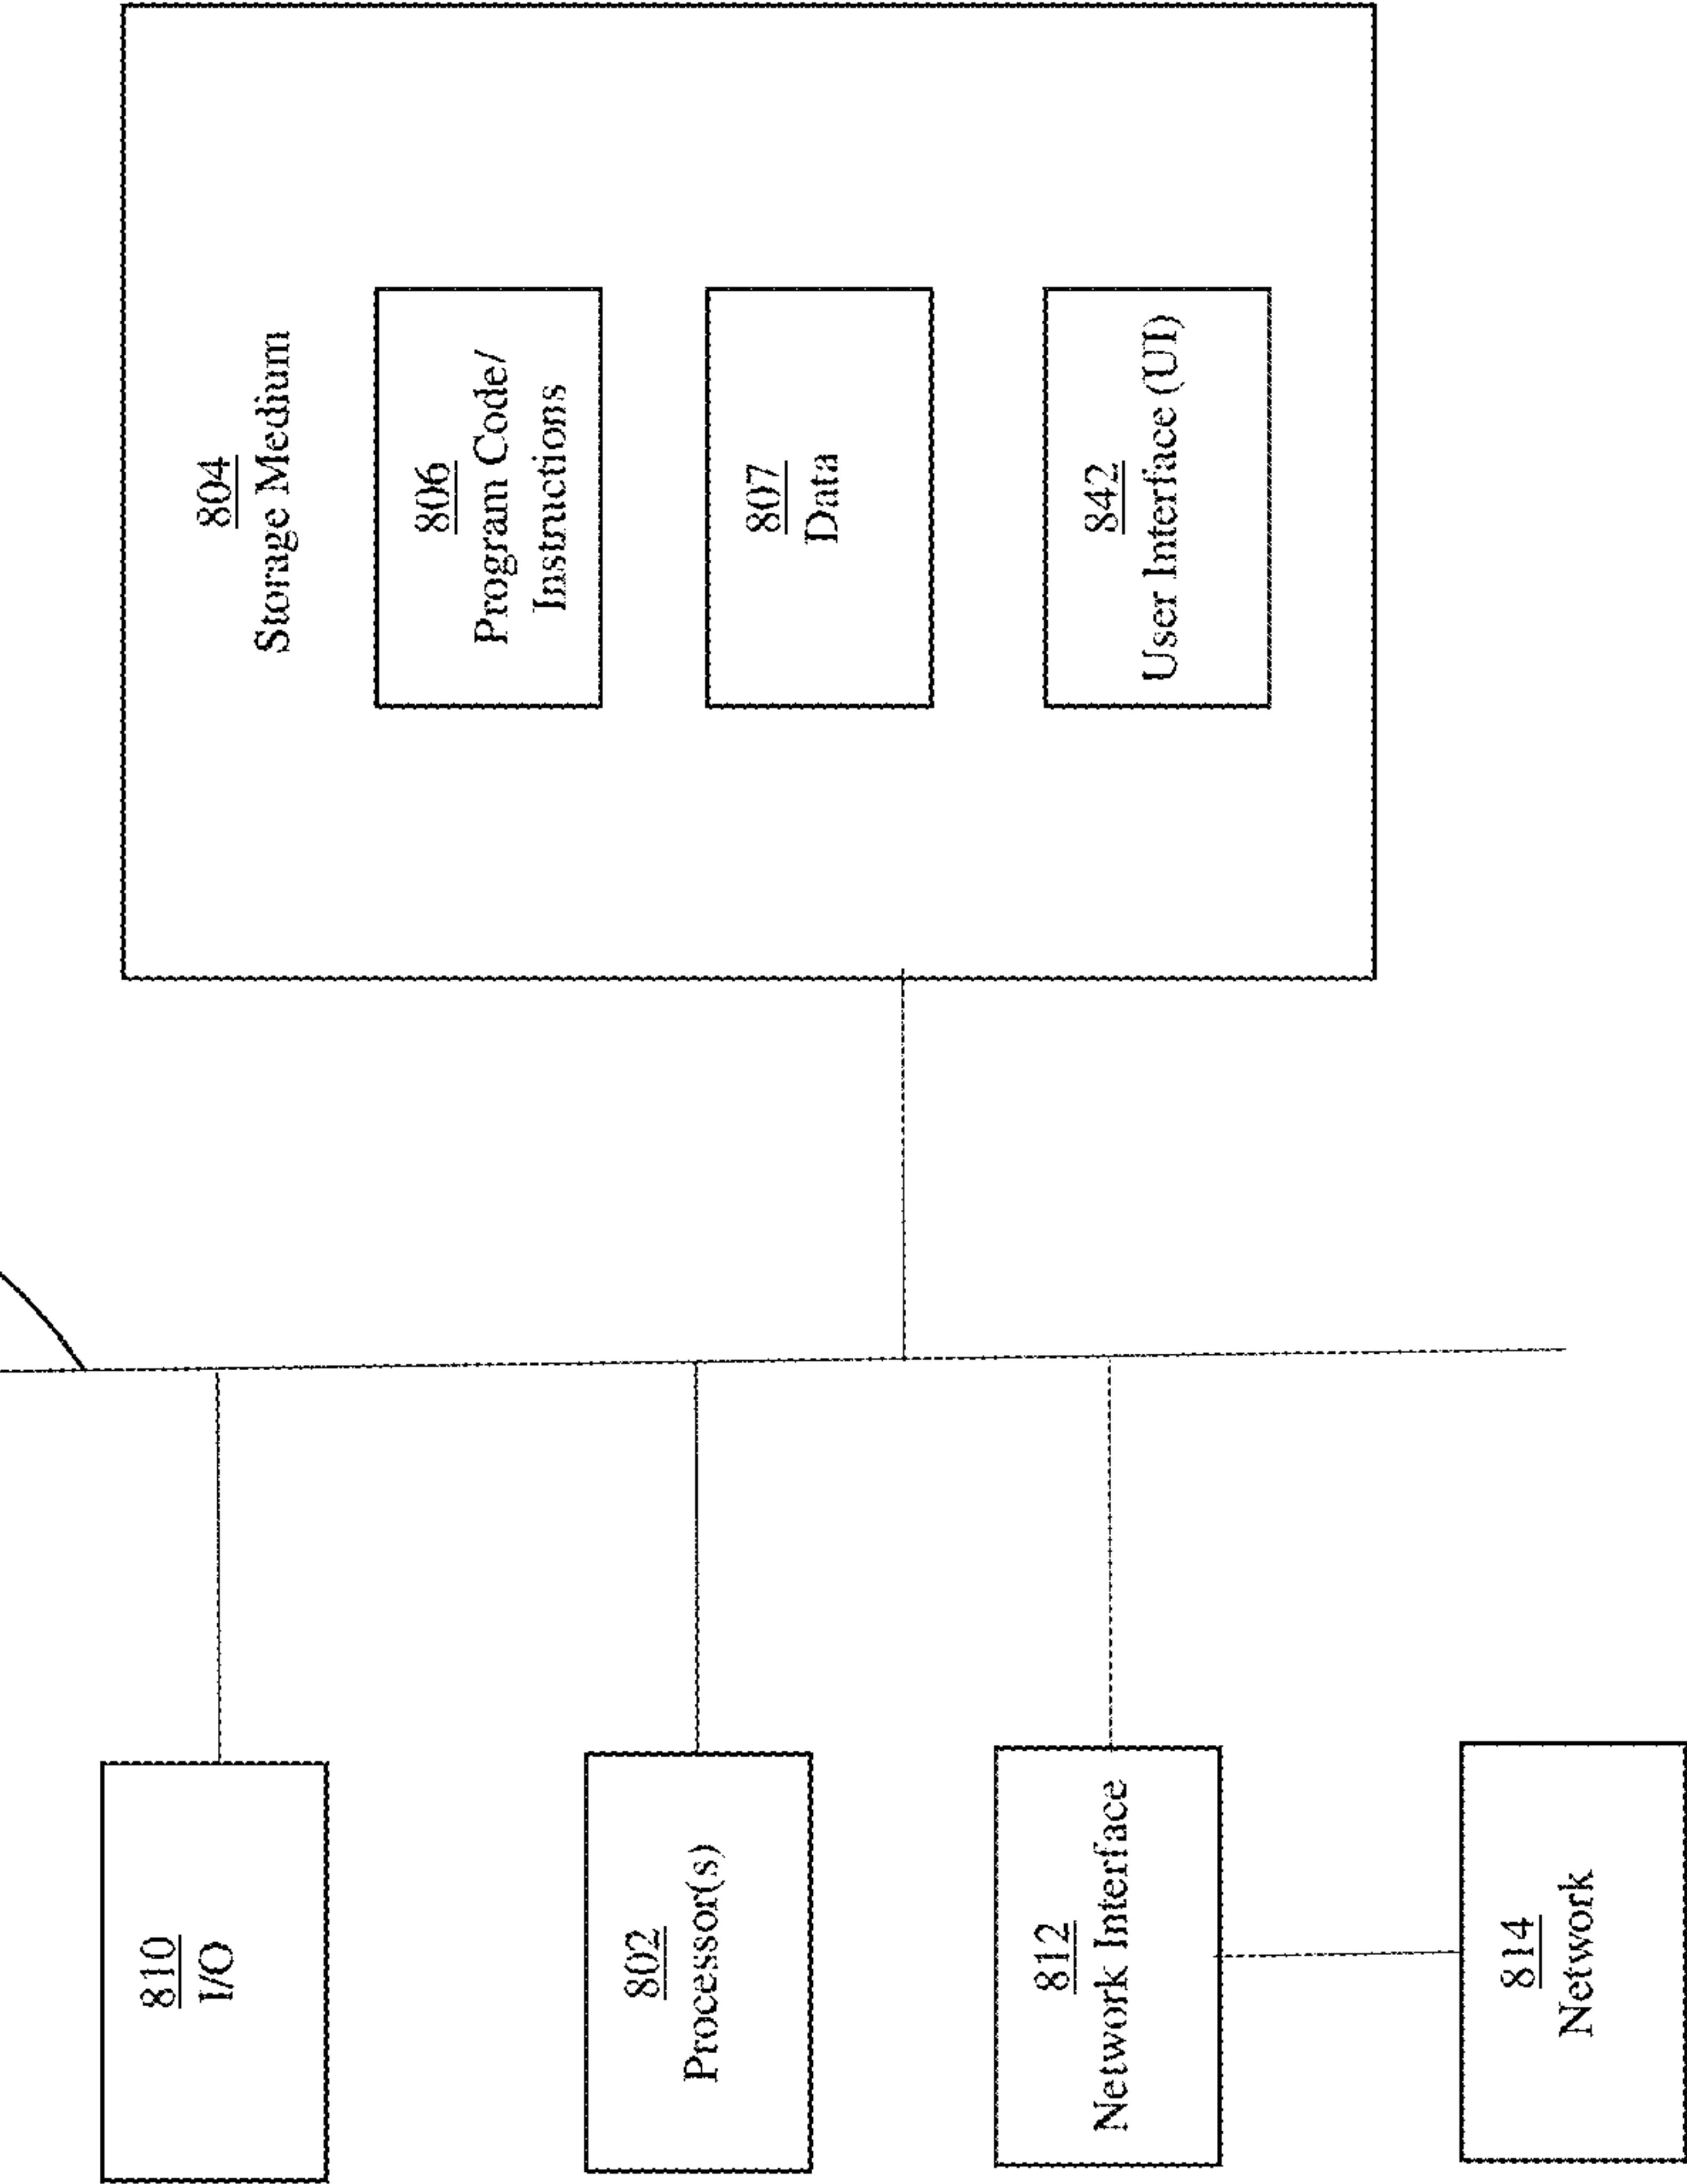 804
Storage Medium
806
Program Code/
Instructions
807
Data
842
User Interface (UI)
810
I/O
802
Processor(s)
812
Network Interface
814
Network